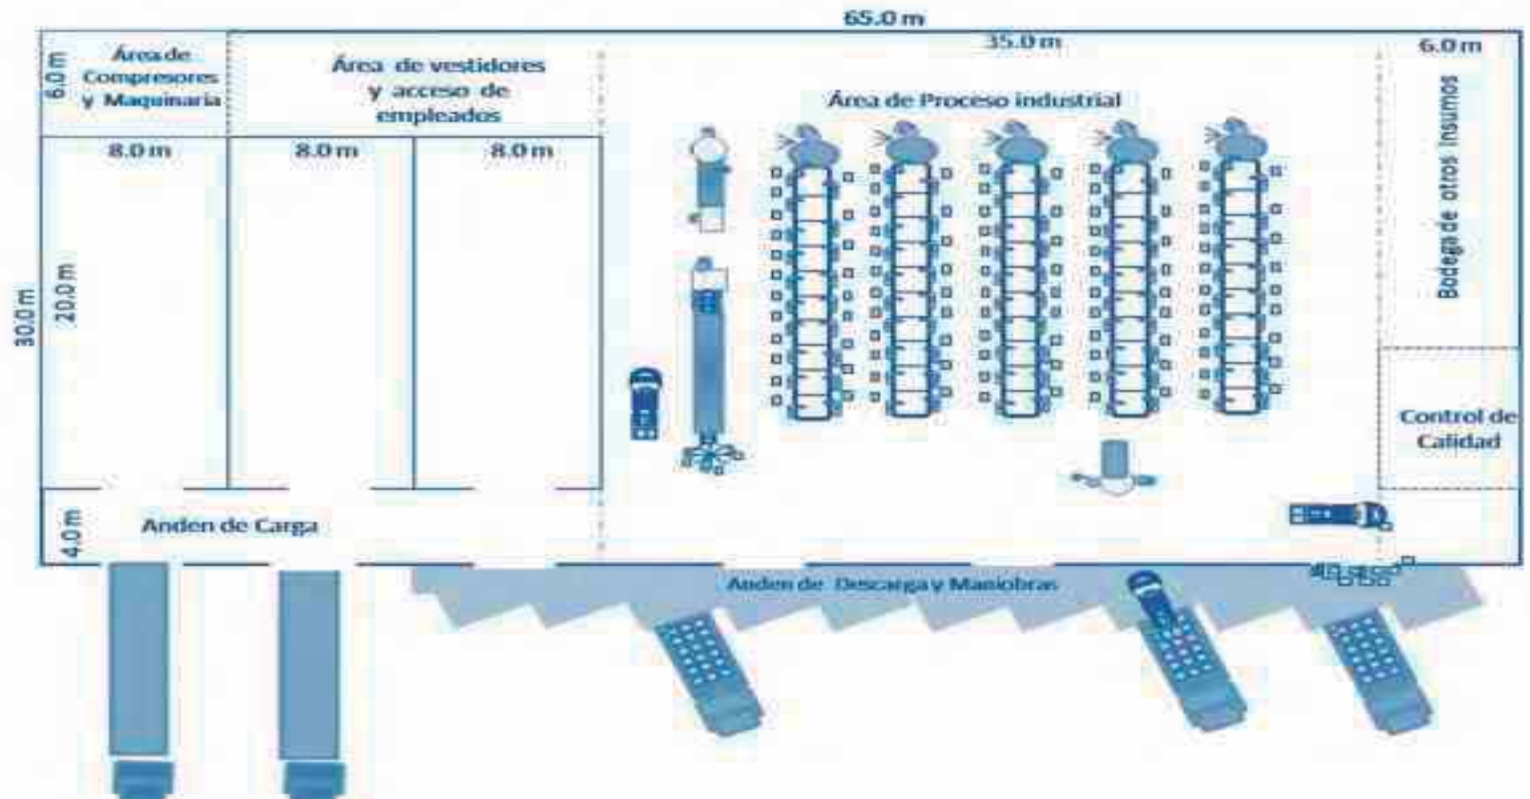 65.0 m
35.0 m
6.0 m
6.0 m
Área de
Compresores
y Maquinaria
Área de vestidores
y acceso de
empleados
Área de Proceso industrial
8.0 m
8.0 m
8.0 m
30.0 m
20.0 m
Bodega de otros Insumos
Control de
Calidad
4.0 m
Anden de Carga
Anden de Descarga y Maniobras